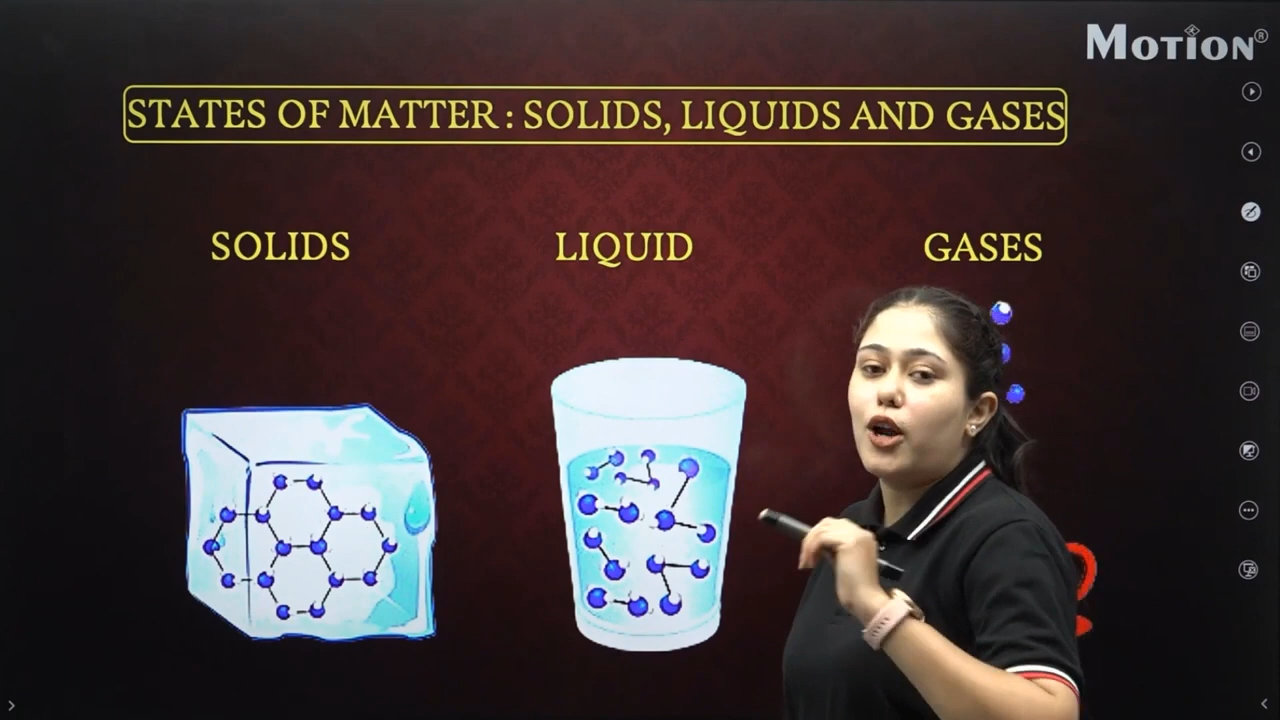 MOTION®
STATES OF MATTER : SOLIDS, LIQUIDS AND GASES
SOLIDS
LIQUID
GASES